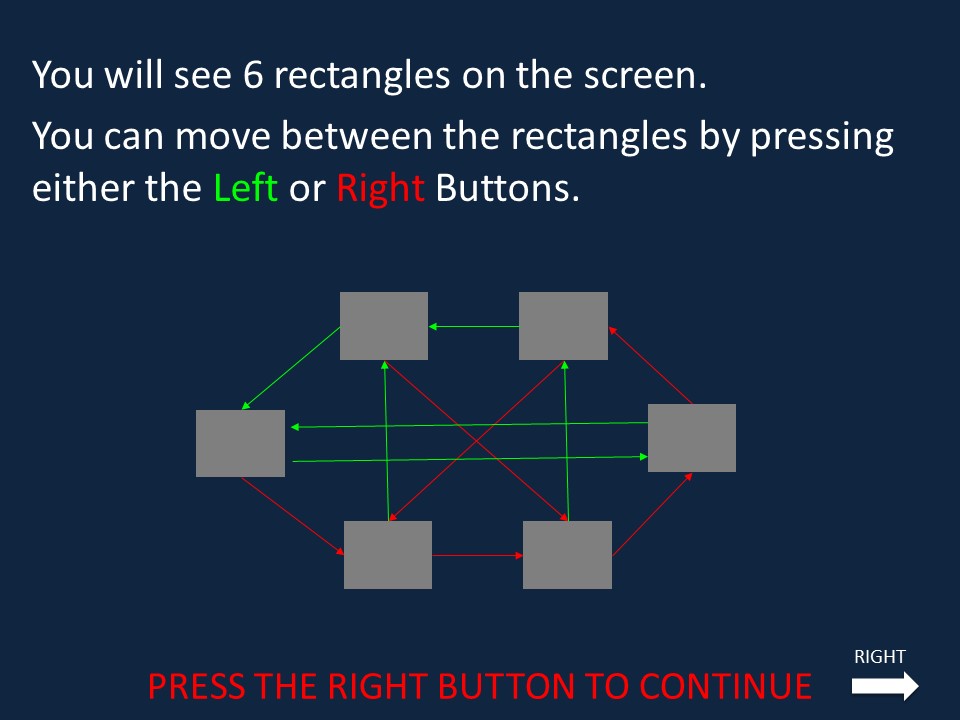 You will see 6 rectangles on the screen.
You can move between the rectangles by pressing
either the Left or Right Buttons.
RIGHT
PRESS THE RIGHT BUTTON TO CONTINUE